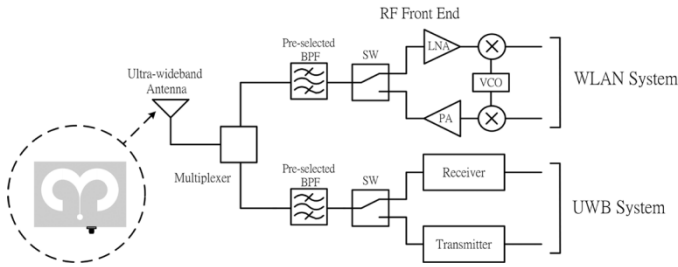 RF Front End
Pre-selected
BPF
SW
LNA
VCO
PA
WLAN System
Ultra-wideband
Antenna
Multiplexer
Pre-selected
BPF
SW
Receiver
Transmitter
UWB System